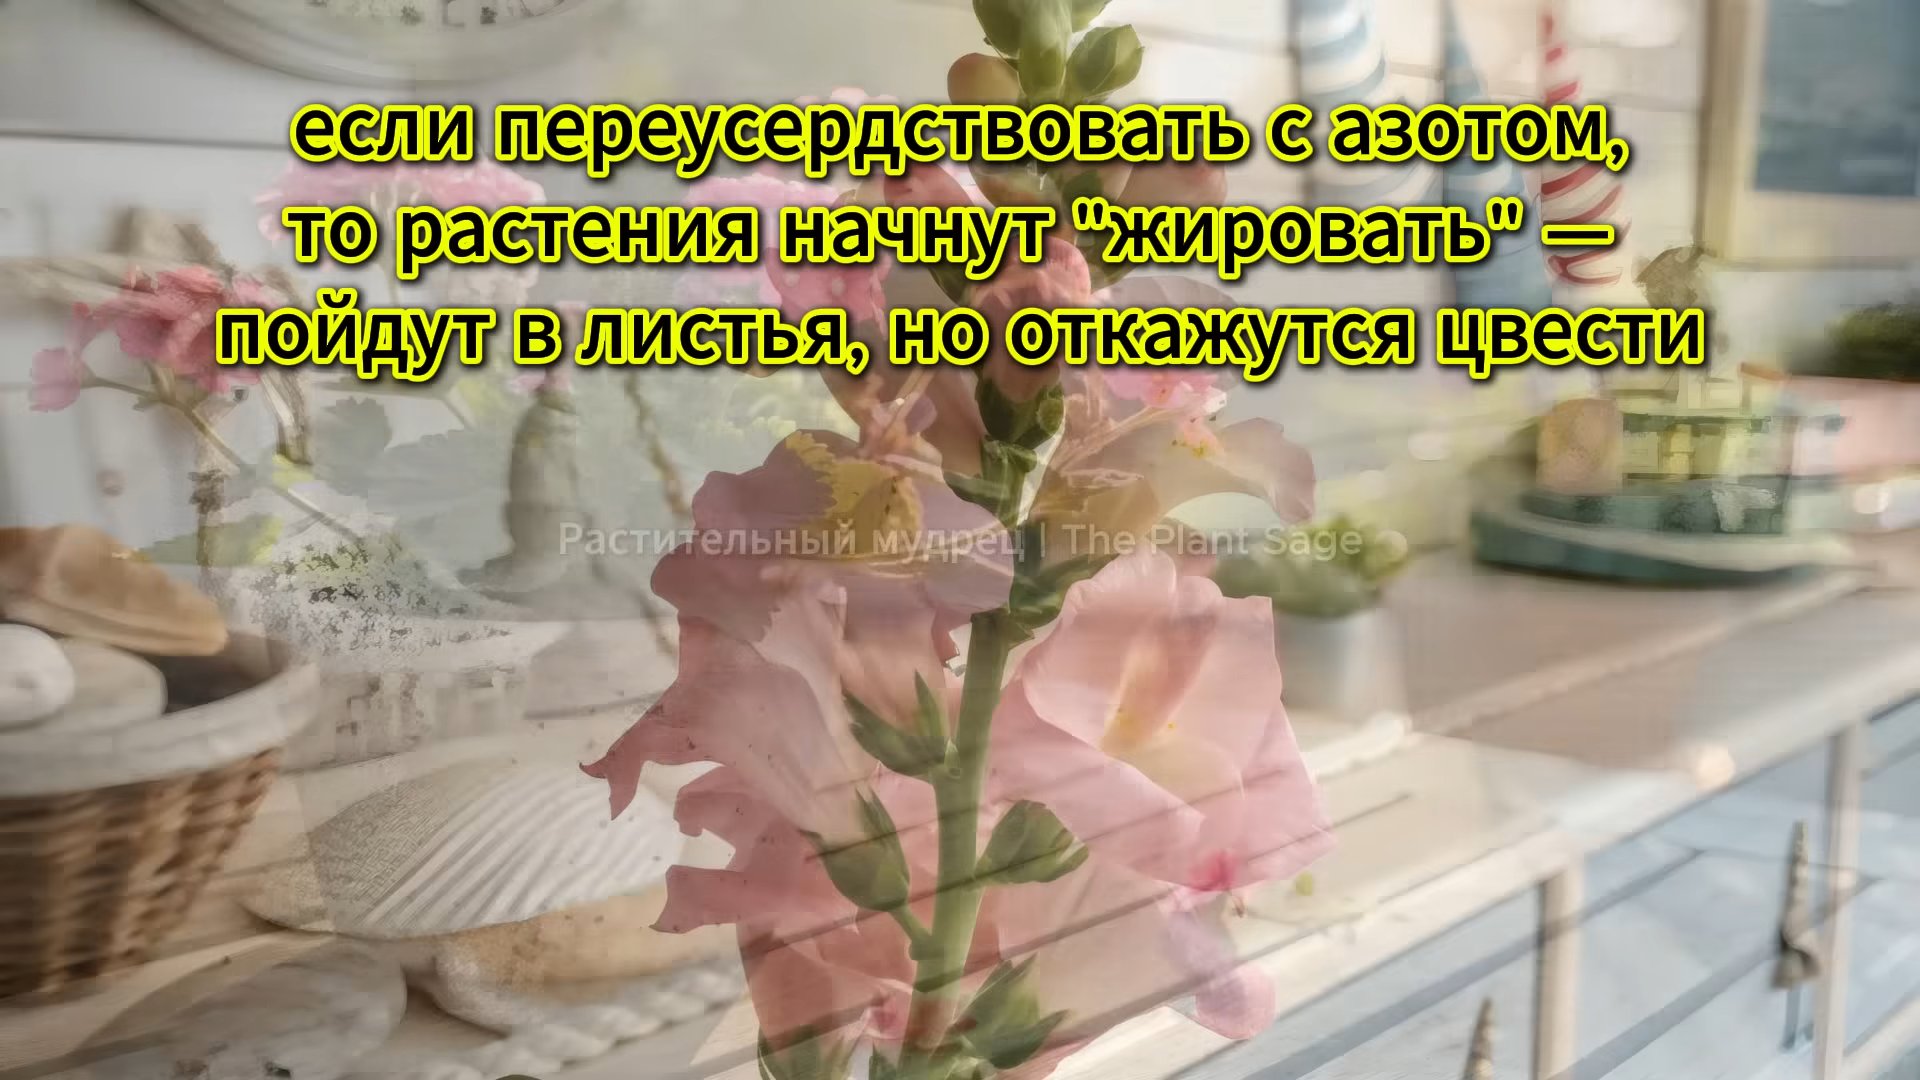 если переусердствовать с азотом,
то растения начнут "жировать" —
пойдут в листья, но откажутся цвести
Растительный мудрец | The Plant Sage